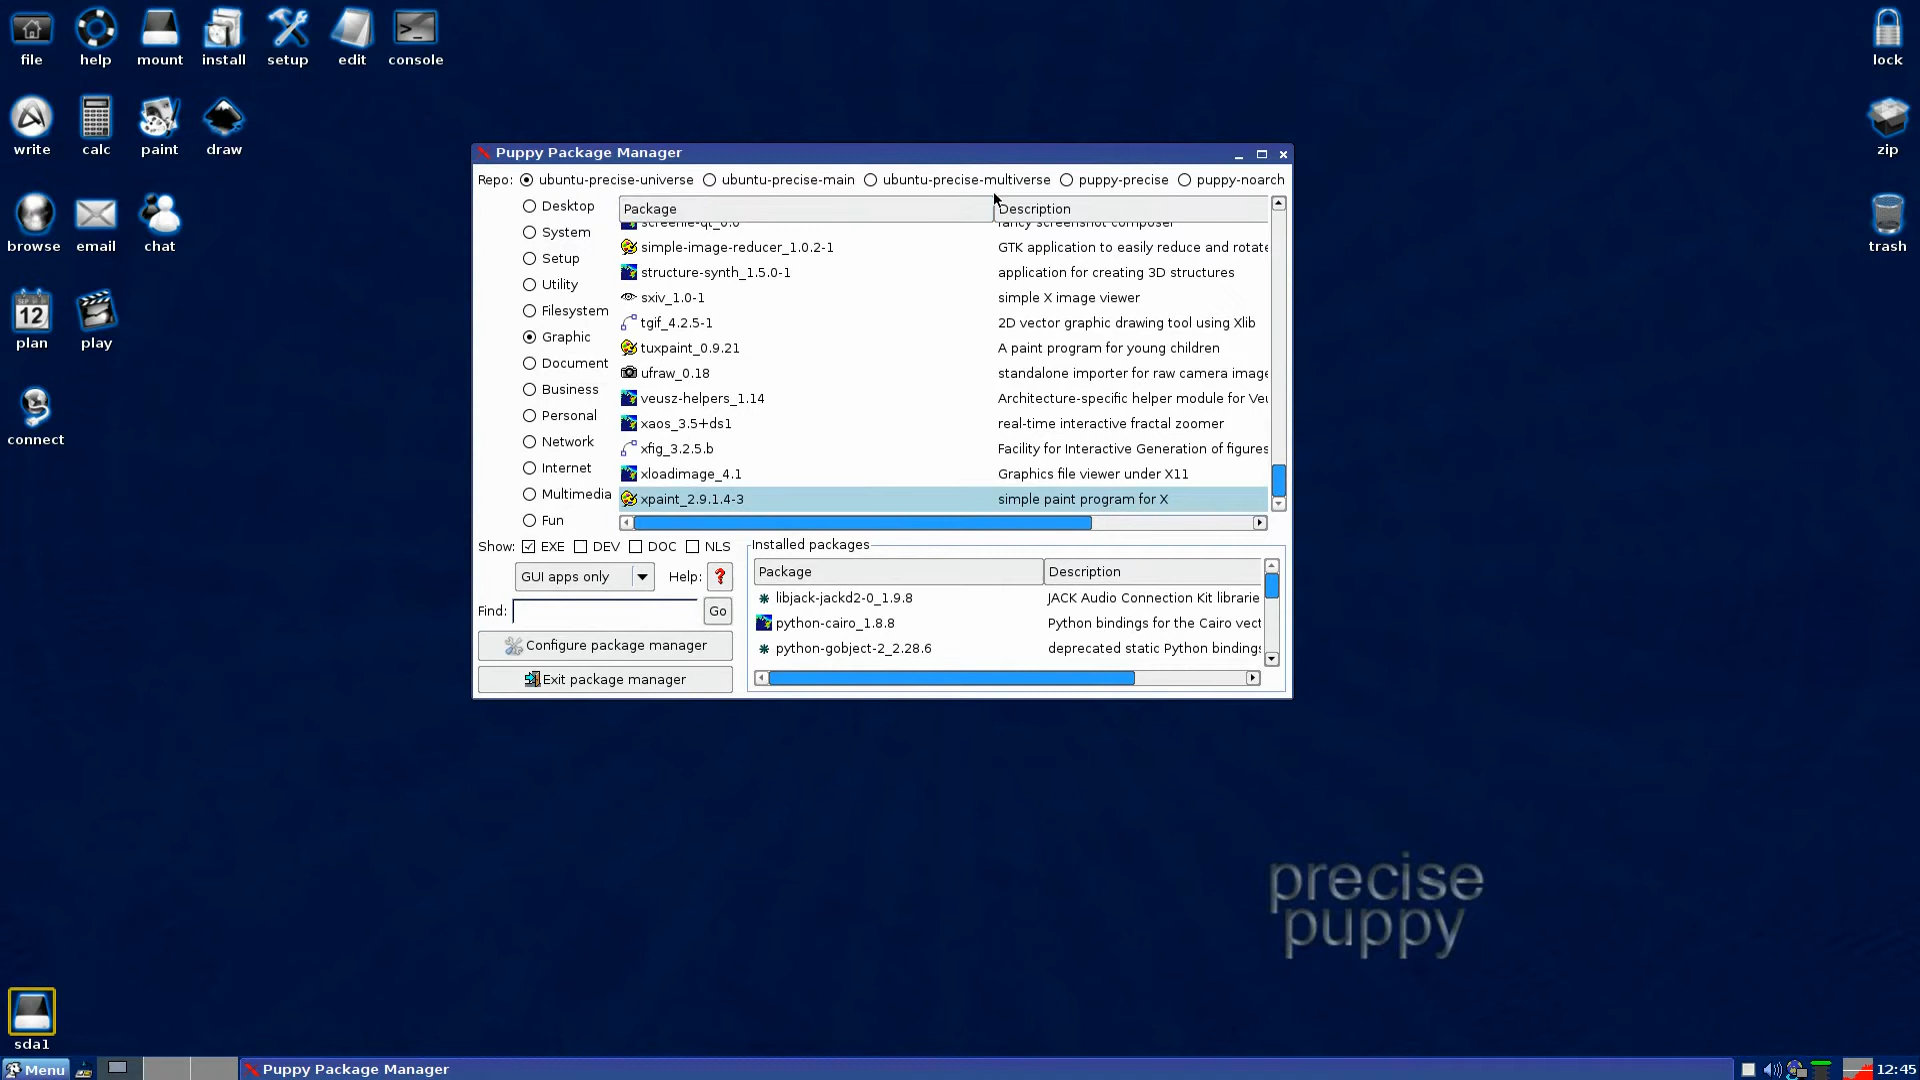 file help mount install setup edit console lock
write calc paint draw zip
browse email chat trash
plan play
connect
12
Puppy Package Manager
Repo: ubuntu-precise-universe ubuntu-precise-main ubuntu-precise-multiverse puppy-precise puppy-noarch
Desktop
System
Setup
Utility
Filesystem
Graphic
Document
Business
Personal
Network
Internet
Multimedia
Fun
Package Description
screenie-qt_0.0 fancy screenshot composer
simple-image-reducer_1.0.2-1 GTK application to easily reduce and rotate
structure-synth_1.5.0-1 application for creating 3D structures
sxiv_1.0-1 simple X image viewer
tgif_4.2.5-1 2D vector graphic drawing tool using Xlib
tuxpaint_0.9.21 A paint program for young children
ufraw_0.18 standalone importer for raw camera image
veusz-helpers_1.14 Architecture-specific helper module for Veu
xaos_3.5+ds1 real-time interactive fractal zoomer
xfig_3.2.5.b Facility for Interactive Generation of figures
xloadimage_4.1 Graphics file viewer under X11
xpaint_2.9.1.4-3 simple paint program for X
Show: EXE DEV DOC NLS
GUI apps only Help: ?
Find: Go
Configure package manager
Exit package manager
Installed packages
Package Description
libjack-jackd2-0_1.9.8 JACK Audio Connection Kit librarie
python-cairo_1.8.8 Python bindings for the Cairo vect
python-gobject-2_2.28.6 deprecated static Python bindings
precise
puppy
sda1
Menu Puppy Package Manager 12:45